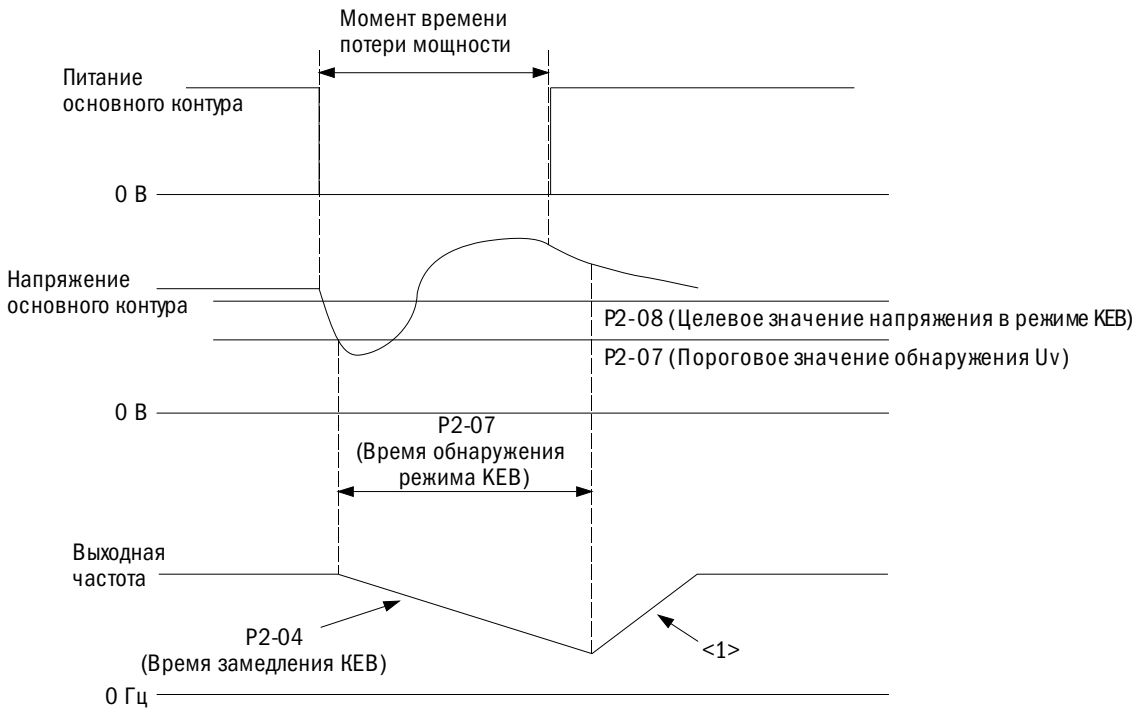 Момент времени
потери мощности
Питание
основного контура
0 В
Напряжение
основного контура
P2-08 (Целевое значение напряжения в режиме KEB)
P2-07 (Пороговое значение обнаружения Uv)
0 В
P2-07
(Время обнаружения
режима KEB)
Выходная
частота
P2-04
(Время замедления KEB)
<1>
0 Гц